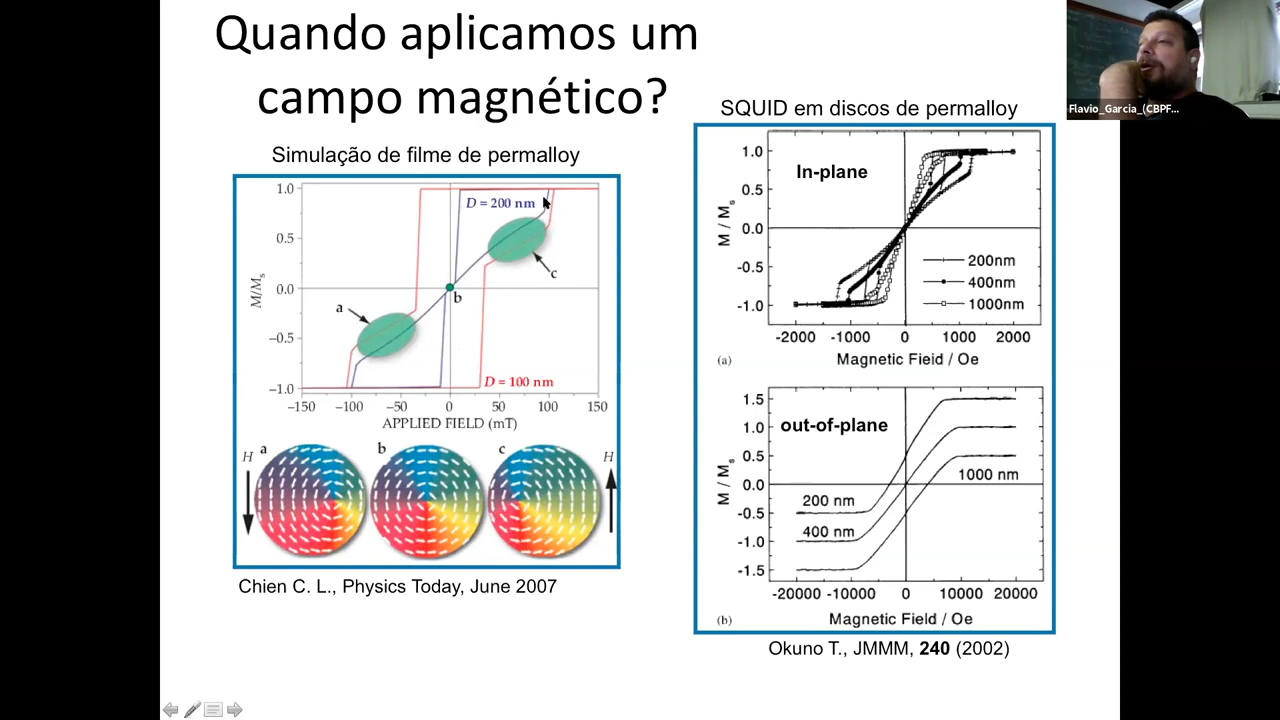 Quando aplicamos um
campo magnético?
Flavio_Garcia_(CBPF...
Simulação de filme de permalloy
1.0
0.5
0.0
−0.5
−1.0
M/Ms
D = 200 nm
c
b
a
D = 100 nm
−150 −100 −50 0 50 100 150
APPLIED FIELD (mT)
H a b c H
Chien C. L., Physics Today, June 2007
SQUID em discos de permalloy
In-plane
1.0
0.5
0.0
-0.5
-1.0
M / Ms
200nm
400nm
1000nm
-2000 -1000 0 1000 2000
(a) Magnetic Field / Oe
out-of-plane
1.5
1.0
0.5
0.0
-0.5
-1.0
-1.5
M / Ms
1000 nm
200 nm
400 nm
-20000 -10000 0 10000 20000
(b) Magnetic Field / Oe
Okuno T., JMMM, 240 (2002)